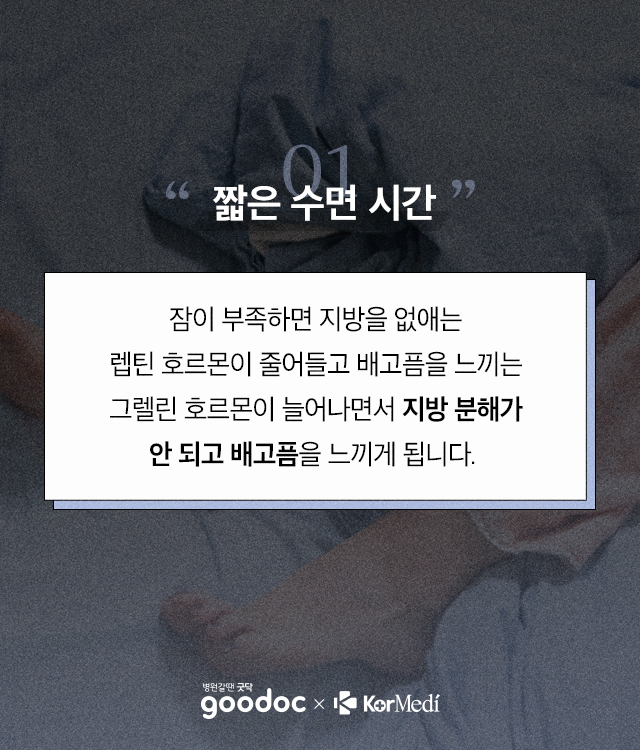 01
“ 짧은 수면 시간 ”
잠이 부족하면 지방을 없애는
렙틴 호르몬이 줄어들고 배고픔을 느끼는
그렐린 호르몬이 늘어나면서 지방 분해가
안 되고 배고픔을 느끼게 됩니다.
병원갈땐 굿닥
goodoc × KorMedi